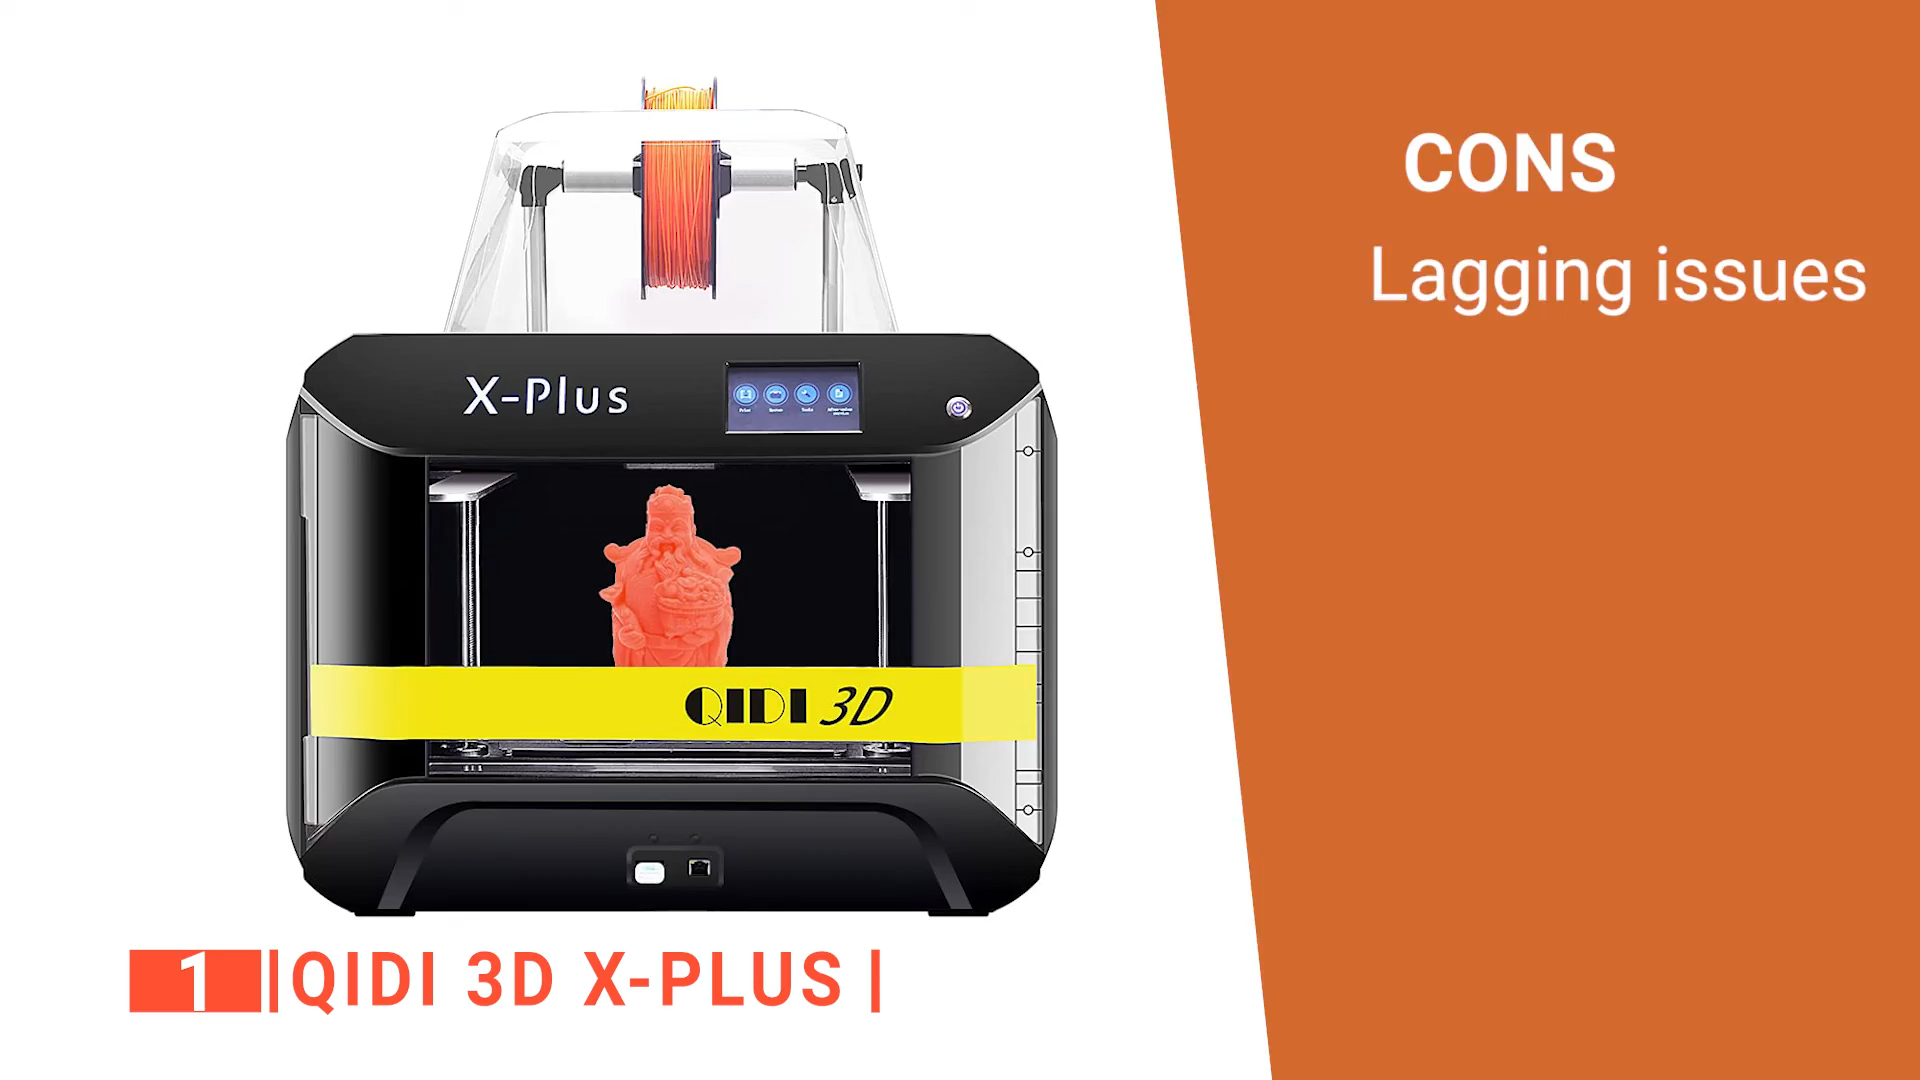 CONS
Lagging issues
X-Plus
QIDI 3D
1 |QIDI 3D X-PLUS |